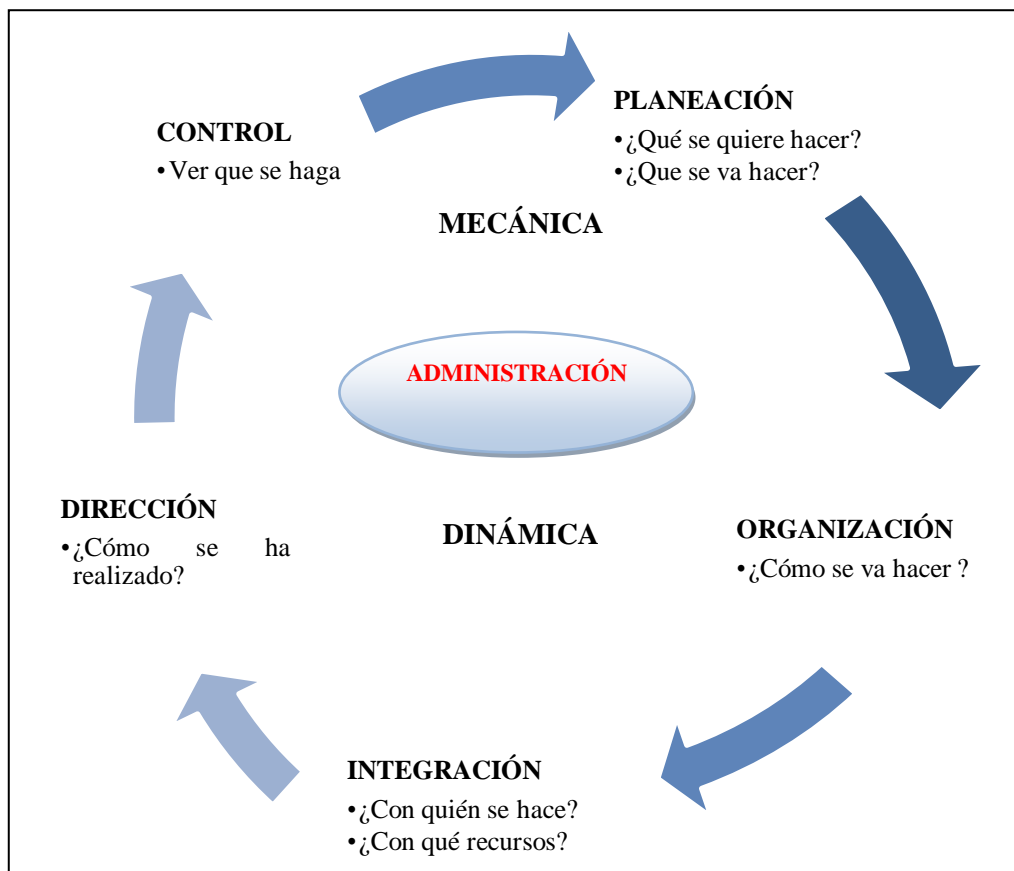 PLANEACIÓN
•¿Qué se quiere hacer?
•¿Que se va hacer?
CONTROL
•Ver que se haga
MECÁNICA
ADMINISTRACIÓN
DIRECCIÓN
•¿Cómo se ha
realizado?
DINÁMICA
ORGANIZACIÓN
•¿Cómo se va hacer ?
INTEGRACIÓN
•¿Con quién se hace?
•¿Con qué recursos?